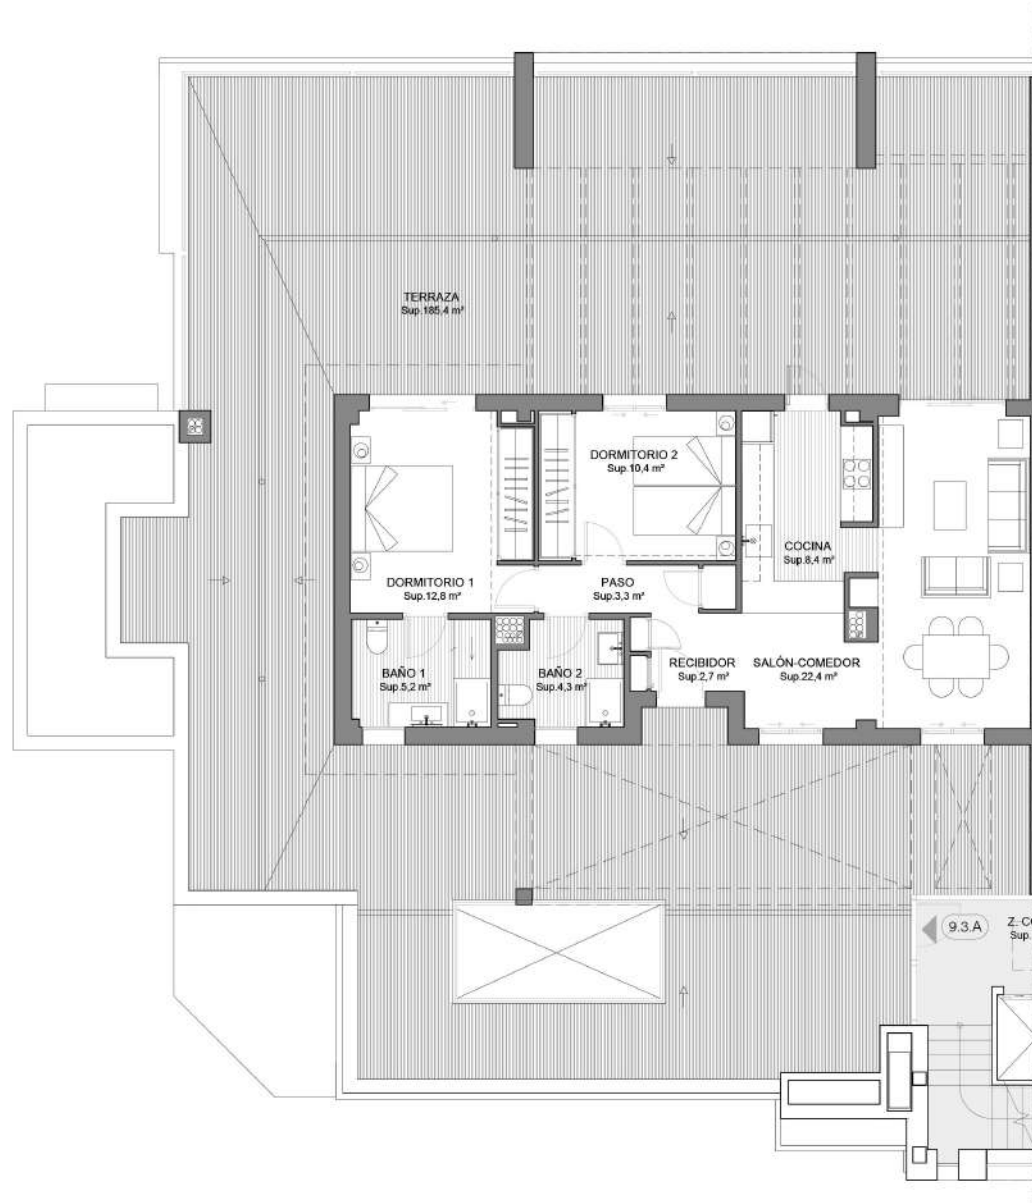 TERRAZA
Sup.185,4 m²
DORMITORIO 2
Sup.10,4 m²
COCINA
Sup.8,4 m²
DORMITORIO 1
Sup.12,8 m²
PASO
Sup.3,3 m²
BAÑO 1
Sup.5,2 m²
BAÑO 2
Sup.4,3 m²
RECIBIDOR
Sup.2,7 m²
SALÓN-COMEDOR
Sup.22,4 m²
9.3.A
Z. CO
Sup.